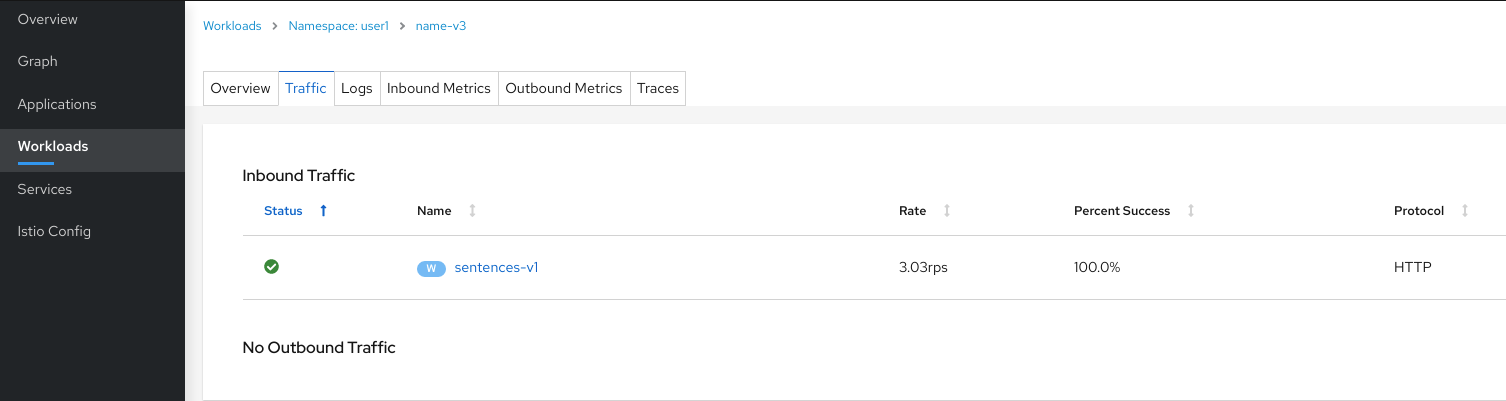 Overview
Graph
Applications
Workloads
Services
Istio Config
Workloads > Namespace: user1 > name-v3
Overview Traffic Logs Inbound Metrics Outbound Metrics Traces
Inbound Traffic
Status Name Rate Percent Success Protocol
W sentences-v1 3.03rps 100.0% HTTP
No Outbound Traffic